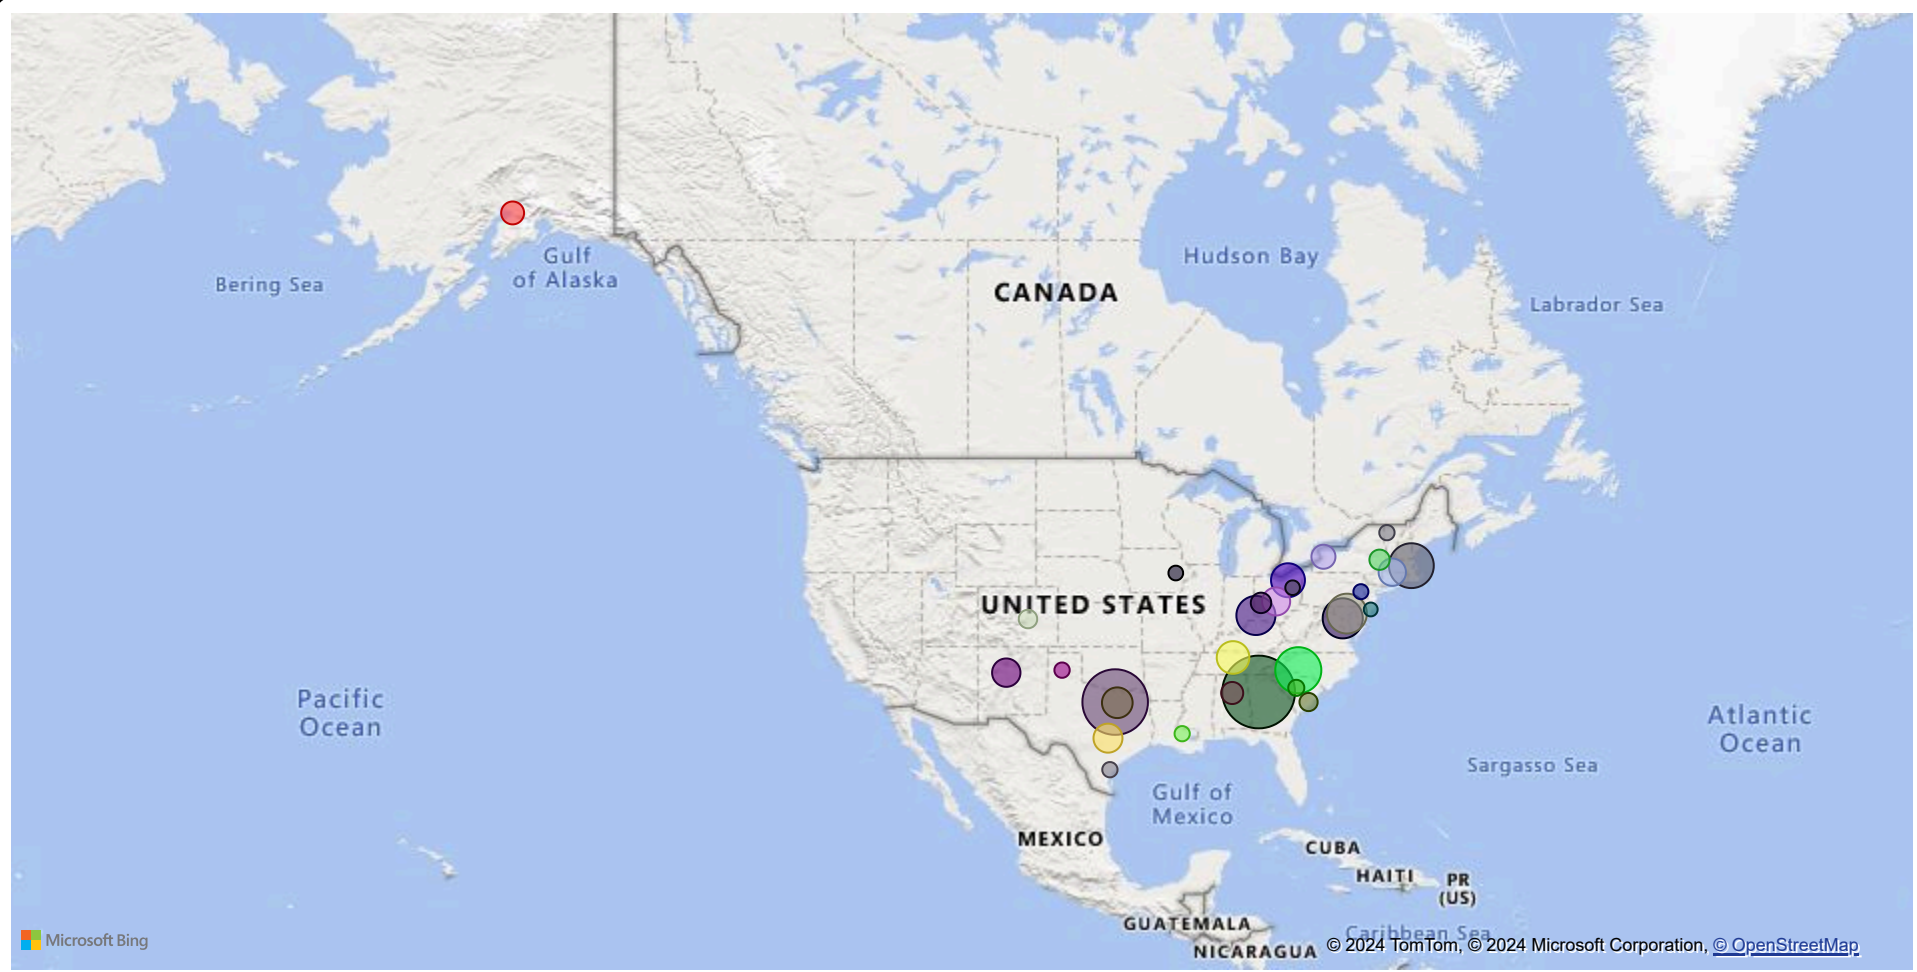 Gulf
of Alaska
Bering Sea
Hudson Bay
CANADA
Labrador Sea
UNITED STATES
Pacific
Ocean
Atlantic
Ocean
Sargasso Sea
Gulf of
Mexico
MEXICO
CUBA
HAITI
PR
(US)
GUATEMALA
Caribbean Sea
NICARAGUA
Microsoft Bing
© 2024 TomTom, © 2024 Microsoft Corporation, © OpenStreetMap